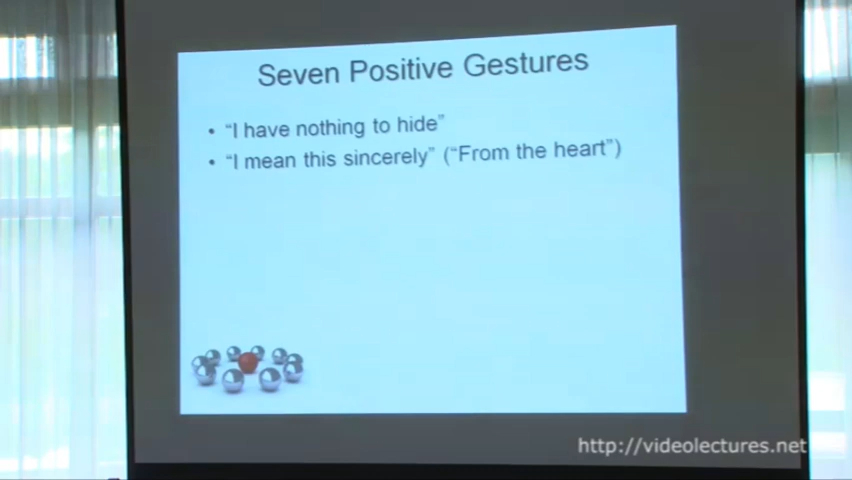 Seven Positive Gestures
• “I have nothing to hide”
• “I mean this sincerely” (“From the heart”)
http://videolectures.net